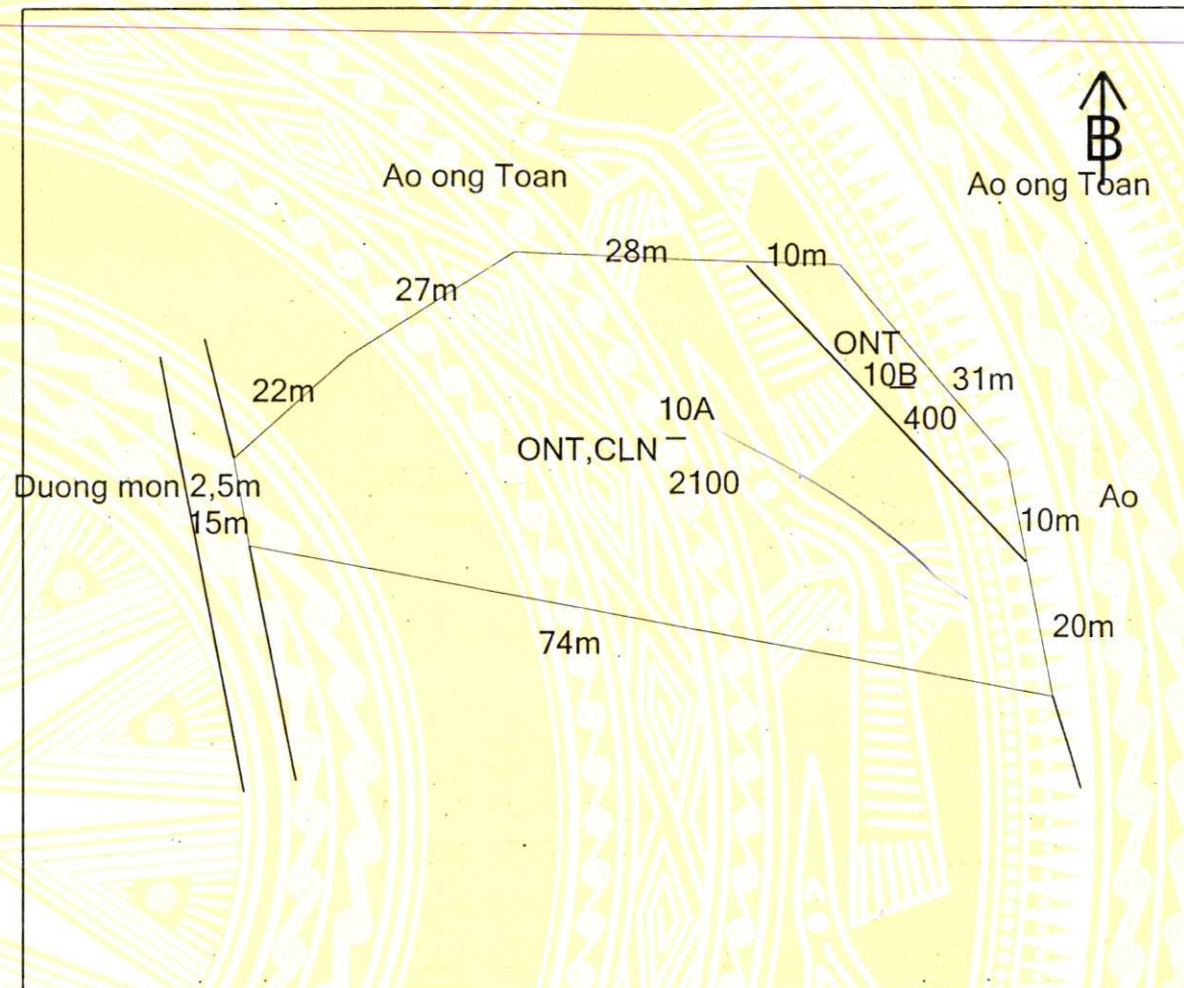 B
Ao ong Toan
Ao ong Toan
28m
10m
27m
ONT
10B
31m
22m
10A
400
ONT,CLN
2100
Duong mon 2,5m
Ao
15m
10m
20m
74m